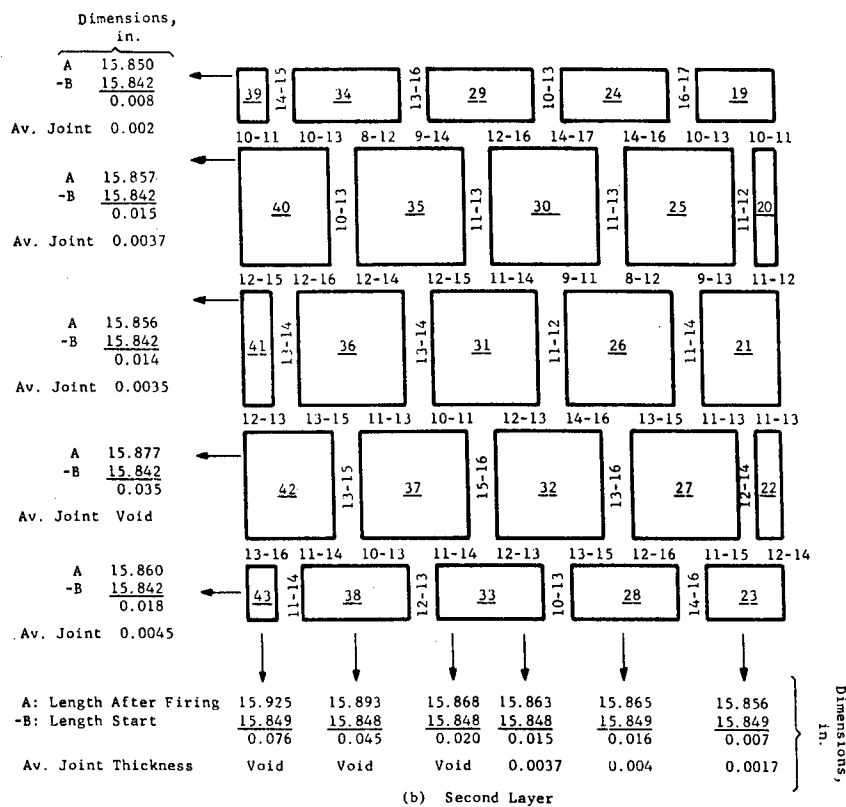 Dimensions,
in.
A 15.850
-B 15.842
0.008
Av. Joint 0.002
39 14-15 34 13-16 29 10-13 24 16-17 19
10-11 10-13 8-12 9-14 12-16 14-17 14-16 10-13 10-11
A 15.857
-B 15.842
0.015
Av. Joint 0.0037
40 10-13 35 11-13 30 11-13 25 11-12 20
12-15 12-16 12-14 12-15 11-14 9-11 8-12 9-13 11-12
A 15.856
-B 15.842
0.014
Av. Joint 0.0035
41 13-14 36 13-14 31 11-12 26 11-14 21
12-13 13-15 11-13 10-11 12-13 14-16 13-15 11-13 11-13
A 15.877
-B 15.842
0.035
Av. Joint Void
42 13-15 37 15-16 32 13-16 27 12-14 22
13-16 11-14 10-13 11-14 12-13 13-15 12-16 11-15 12-14
A 15.860
-B 15.842
0.018
Av. Joint 0.0045
43 11-14 38 12-13 33 10-13 28 14-16 23
A: Length After Firing 15.925 15.893 15.868 15.863 15.865 15.856
-B: Length Start 15.849 15.848 15.848 15.848 15.849 15.849
0.076 0.045 0.020 0.015 0.016 0.007
Av. Joint Thickness Void Void Void 0.0037 0.004 0.0017
Dimensions,
in.
(b) Second Layer